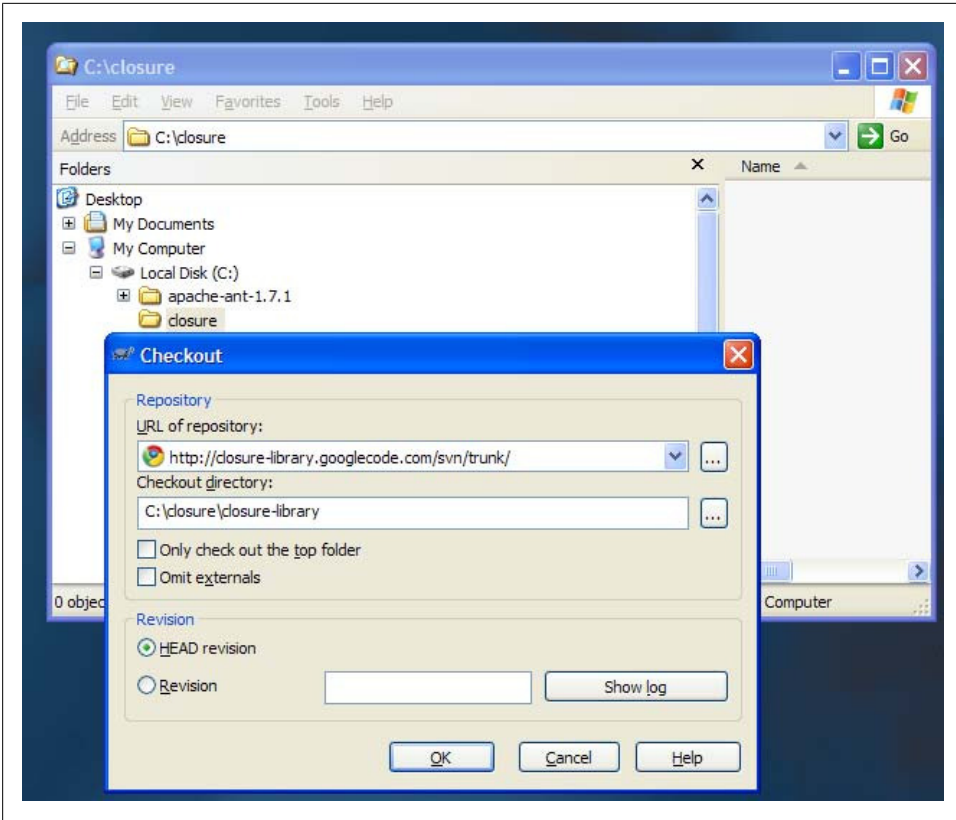 C:\closure
File Edit View Favorites Tools Help
Address C:\closure Go
Folders
Name
Desktop
My Documents
My Computer
Local Disk (C:)
apache-ant-1.7.1
closure
Checkout
Repository
URL of repository:
http://closure-library.googlecode.com/svn/trunk/
...
Checkout directory:
C:\closure\closure-library
...
Only check out the top folder
Omit externals
0 objec
Computer
Revision
HEAD revision
Revision
Show log
OK Cancel Help